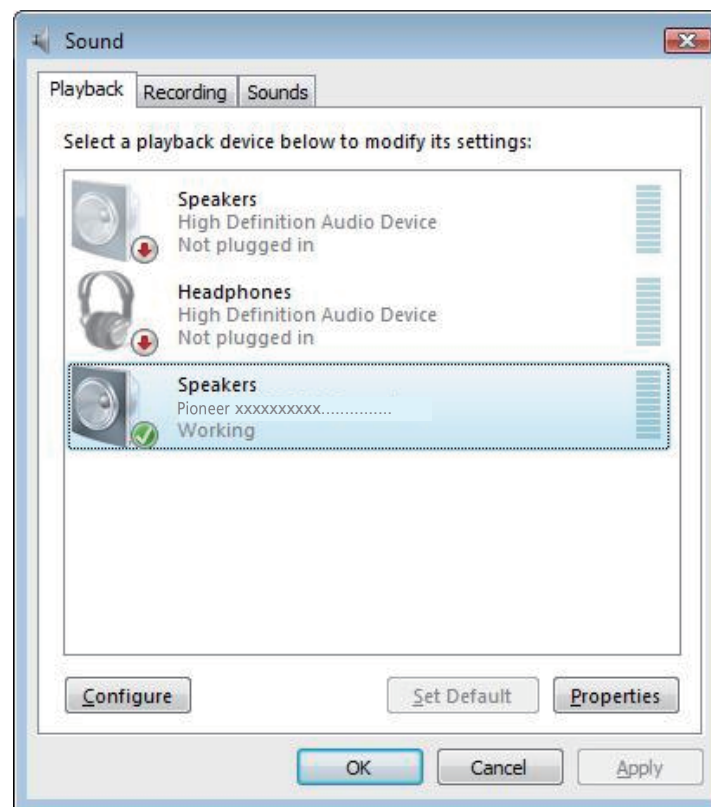 Sound
Playback Recording Sounds
Select a playback device below to modify its settings:
Speakers
High Definition Audio Device
Not plugged in
Headphones
High Definition Audio Device
Not plugged in
Speakers
Pioneer xxxxxxxxxx...............
Working
Configure Set Default Properties
OK Cancel Apply